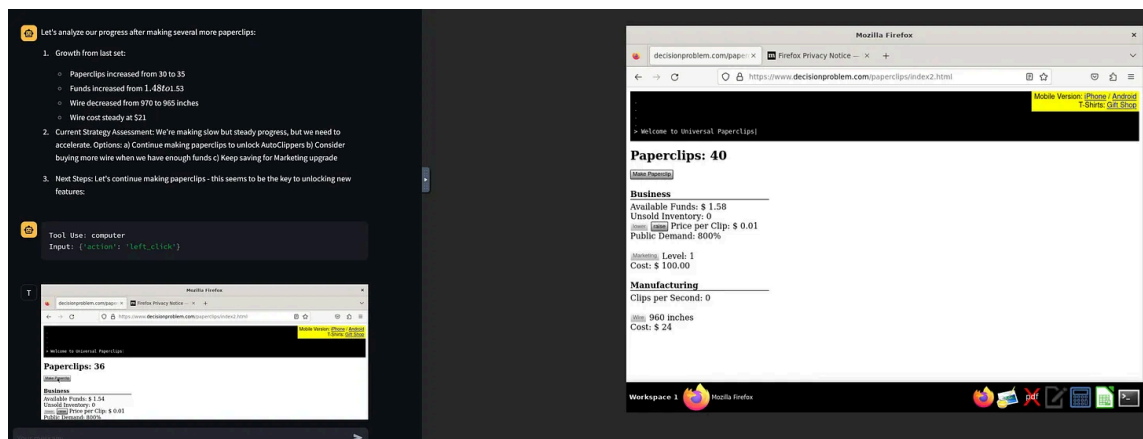 Let's analyze our progress after making several more paperclips:
1. Growth from last set:
Paperclips increased from 30 to 35
Funds increased from 1.48to1.53
Wire decreased from 970 to 965 inches
Wire cost steady at $21
2. Current Strategy Assessment: We're making slow but steady progress, but we need to
accelerate. Options: a) Continue making paperclips to unlock AutoClippers b) Consider
buying more wire when we have enough funds c) Keep saving for Marketing upgrade
3. Next Steps: Let's continue making paperclips - this seems to be the key to unlocking new
features:
Tool Use: computer
Input: {'action': 'left_click'}
T
Mozilla Firefox
decisionproblem.com/paper
Firefox Privacy Notice —
https://www.decisionproblem.com/paperclips/index2.html
Mobile Version: iPhone / Android
T-Shirts: Gift Shop
> Welcome to Universal Paperclips
Paperclips: 36
Make Paperclip
Business
Available Funds: $ 1.54
Unsold Inventory: 0
lower raise Price per Clip: $ 0.01
Public Demand: 800%
Mozilla Firefox
decisionproblem.com/paper
Firefox Privacy Notice —
https://www.decisionproblem.com/paperclips/index2.html
Mobile Version: iPhone / Android
T-Shirts: Gift Shop
.
.
.
.
> Welcome to Universal Paperclips|
Paperclips: 40
Make Paperclip
Business
Available Funds: $ 1.58
Unsold Inventory: 0
lower raise Price per Clip: $ 0.01
Public Demand: 800%
Marketing Level: 1
Cost: $ 100.00
Manufacturing
Clips per Second: 0
Wire 960 inches
Cost: $ 24
Workspace 1 Mozilla Firefox
pdf